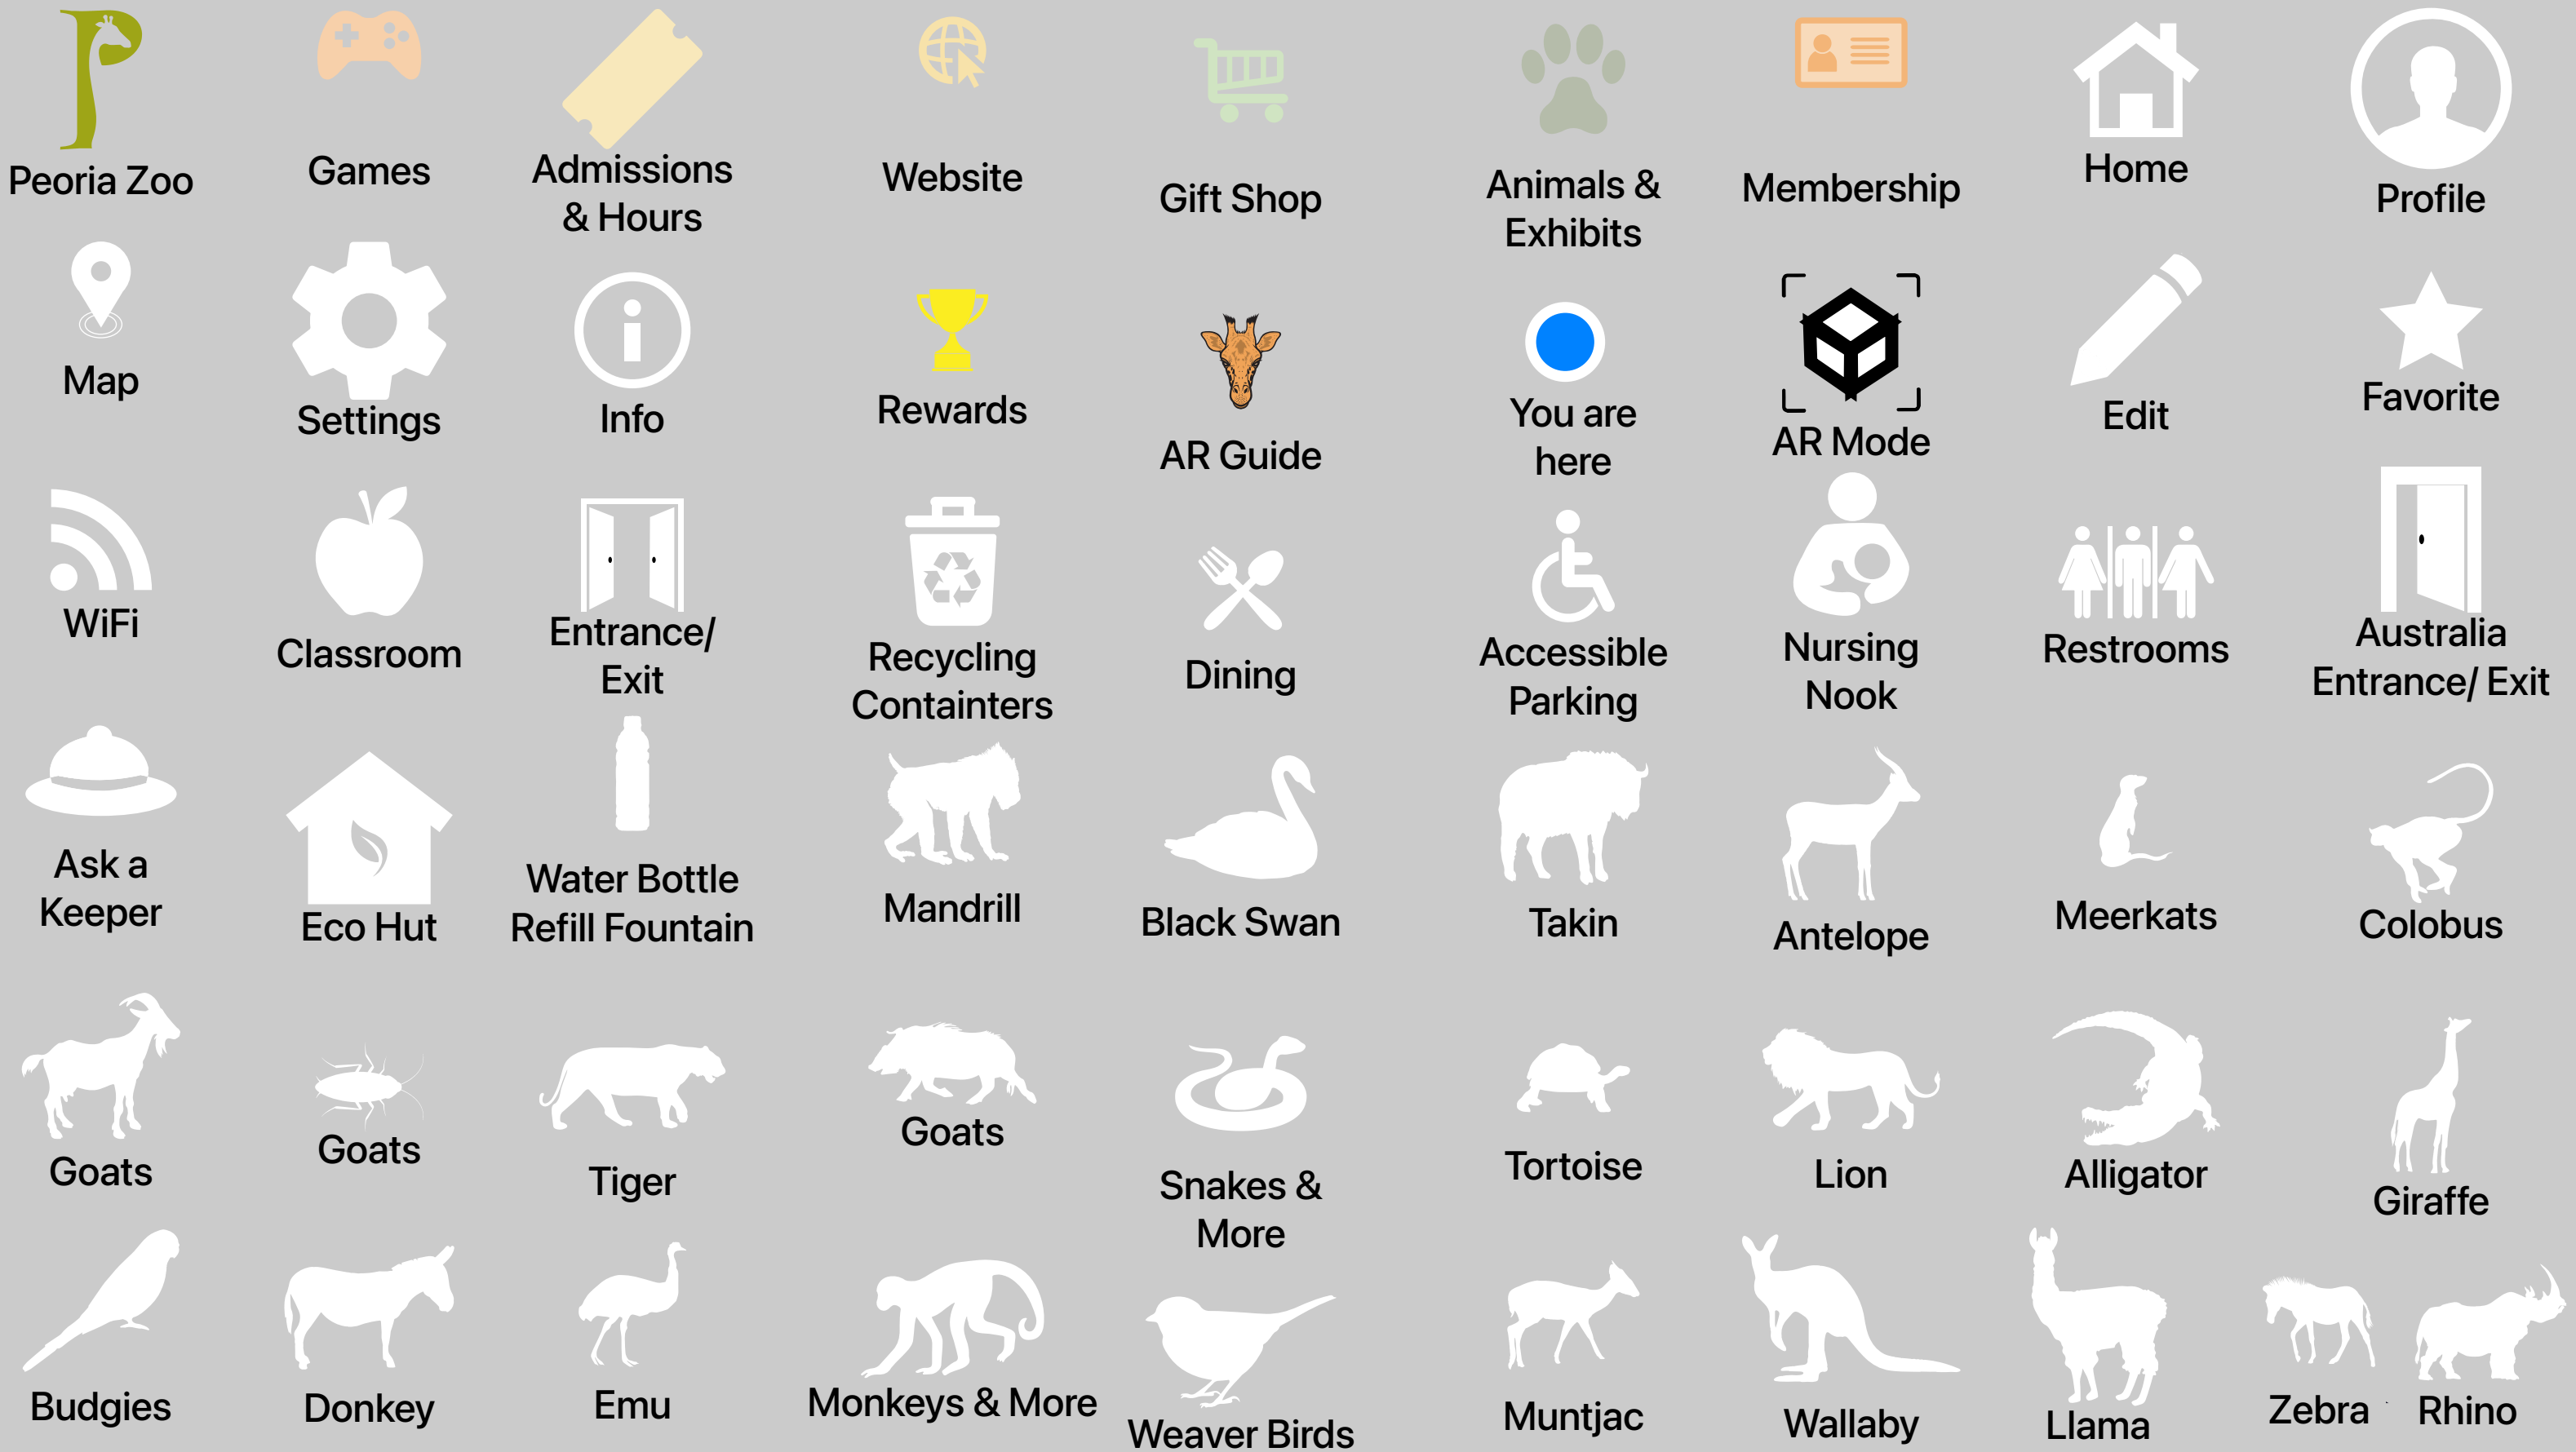 Peoria Zoo
Games
Admissions
& Hours
Website
Gift Shop
Animals &
Exhibits
Membership
Home
Profile
Map
Settings
Info
Rewards
AR Guide
You are
here
AR Mode
Edit
Favorite
WiFi
Classroom
Entrance/
Exit
Recycling
Containters
Dining
Accessible
Parking
Nursing
Nook
Restrooms
Australia
Entrance/ Exit
Ask a
Keeper
Eco Hut
Water Bottle
Refill Fountain
Mandrill
Black Swan
Takin
Antelope
Meerkats
Colobus
Goats
Goats
Tiger
Goats
Snakes &
More
Tortoise
Lion
Alligator
Giraffe
Budgies
Donkey
Emu
Monkeys & More
Weaver Birds
Muntjac
Wallaby
Llama
Zebra
Rhino